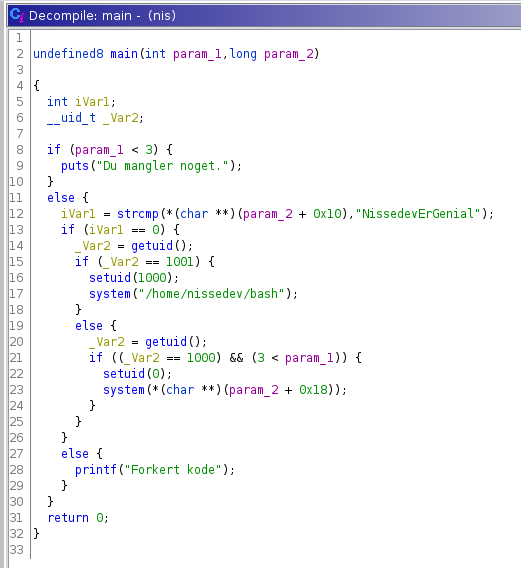 Decompile: main - (nis)
1
2 undefined8 main(int param_1,long param_2)
3
4 {
5   int iVar1;
6   __uid_t _Var2;
7
8   if (param_1 < 3) {
9     puts("Du mangler noget.");
10   }
11   else {
12     iVar1 = strcmp(*(char **)(param_2 + 0x10),"NissedevErGenial");
13     if (iVar1 == 0) {
14       _Var2 = getuid();
15       if (_Var2 == 1001) {
16         setuid(1000);
17         system("/home/nissedev/bash");
18       }
19       else {
20         _Var2 = getuid();
21         if ((_Var2 == 1000) && (3 < param_1)) {
22           setuid(0);
23           system(*(char **)(param_2 + 0x18));
24         }
25       }
26     }
27     else {
28       printf("Forkert kode");
29     }
30   }
31   return 0;
32 }
33